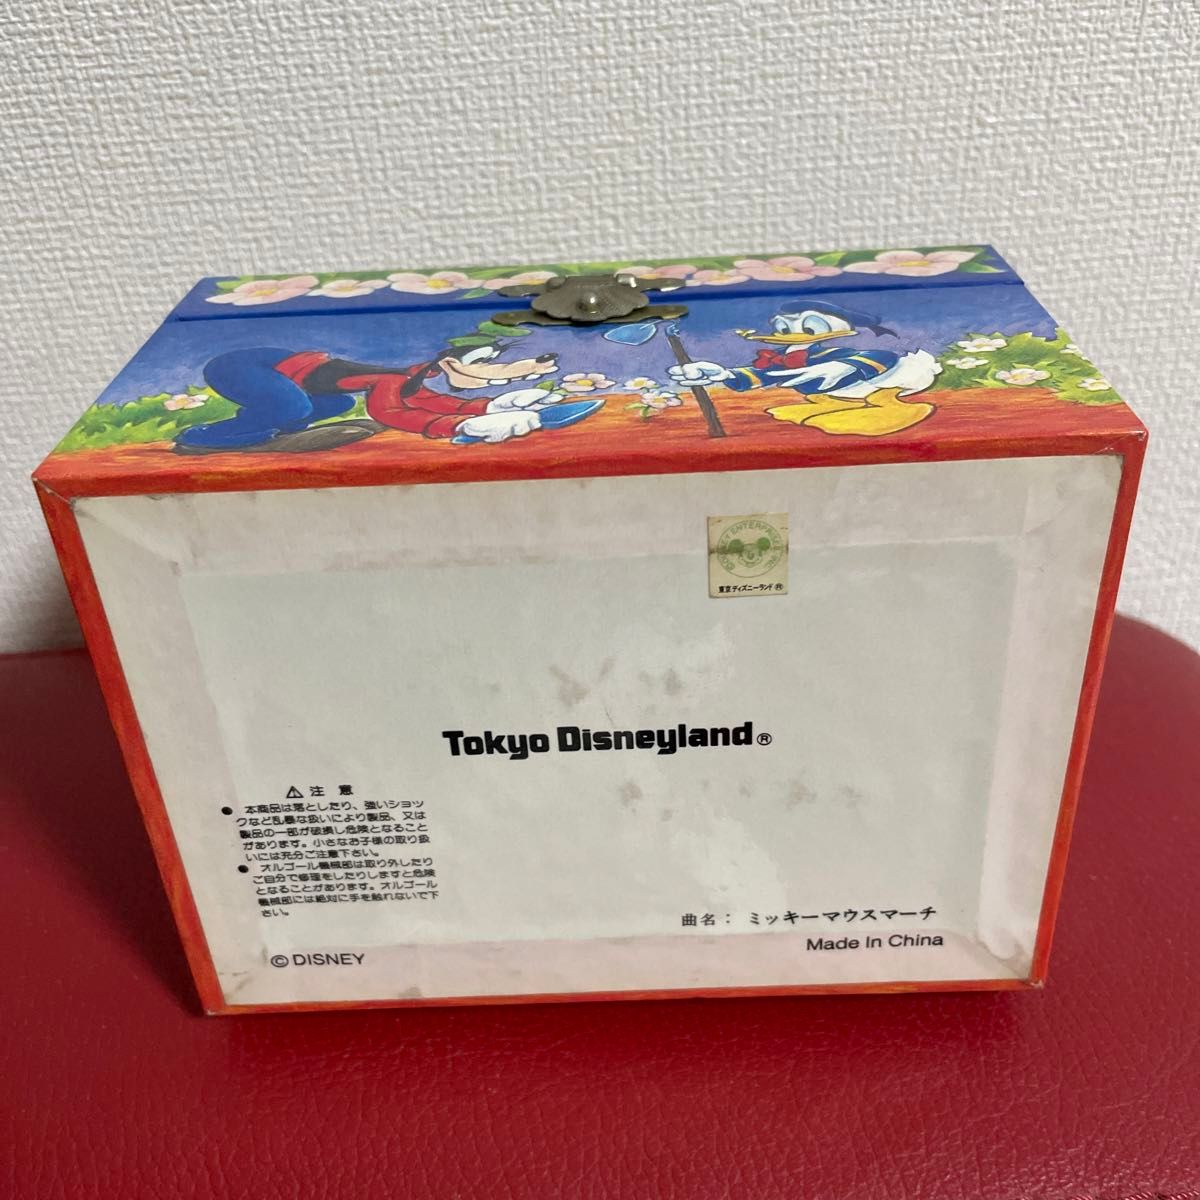 東京ディズニーランド®
Tokyo Disneyland®
⚠注意
● 本商品は落としたり、強いショッ
クなど乱暴な扱いにより製品、又は
製品の一部が破損し危険となること
があります。小さなお子様の取り扱
いには充分ご注意下さい。
● オルゴール機械部は取り外したり
ご自分で修理をしたりしますと危険
となることがあります。オルゴール
機械部には絶対に手を触れないで下
さい。
曲名： ミッキーマウスマーチ
Made In China
©DISNEY